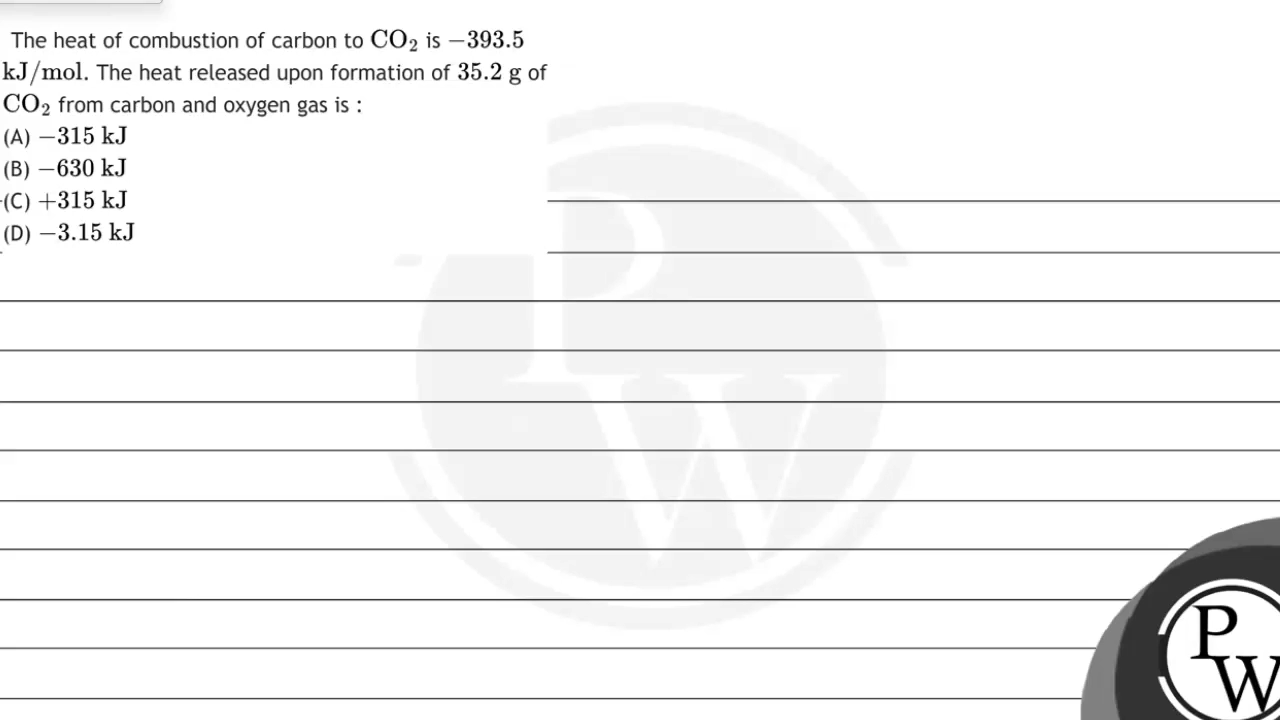 The heat of combustion of carbon to CO₂ is −393.5
kJ/mol. The heat released upon formation of 35.2 g of
CO₂ from carbon and oxygen gas is :
(A) −315 kJ
(B) −630 kJ
(C) +315 kJ
(D) −3.15 kJ
P
W
P
W